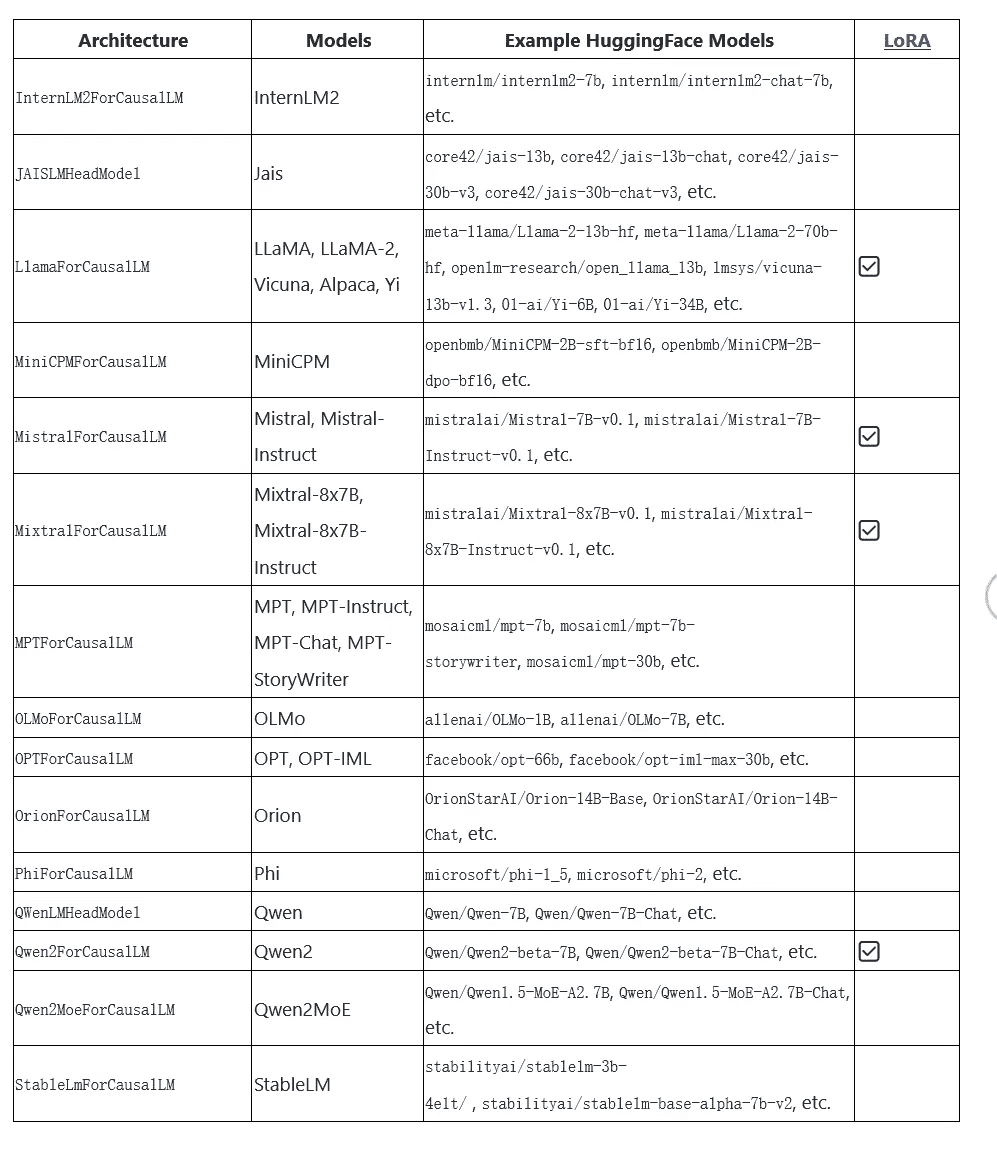 Architecture Models Example HuggingFace Models LoRA
InternLM2ForCausalLM InternLM2 internlm/internlm2-7b, internlm/internlm2-chat-7b,
etc.
JAISLMHeadModel Jais core42/jais-13b, core42/jais-13b-chat, core42/jais-
30b-v3, core42/jais-30b-chat-v3, etc.
LlamaForCausalLM
LLaMA, LLaMA-2,
Vicuna, Alpaca, Yi
meta-llama/Llama-2-13b-hf, meta-llama/Llama-2-70b-
hf, openlm-research/open_llama_13b, lmsys/vicuna-
13b-v1.3, 01-ai/Yi-6B, 01-ai/Yi-34B, etc.
MiniCPMForCausalLM MiniCPM openbmb/MiniCPM-2B-sft-bf16, openbmb/MiniCPM-2B-
dpo-bf16, etc.
MistralForCausalLM
Mistral, Mistral-
Instruct
mistralai/Mistral-7B-v0.1, mistralai/Mistral-7B-
Instruct-v0.1, etc.
MixtralForCausalLM
Mixtral-8x7B,
Mixtral-8x7B-
Instruct
mistralai/Mixtral-8x7B-v0.1, mistralai/Mixtral-
8x7B-Instruct-v0.1, etc.
MPTForCausalLM
MPT, MPT-Instruct,
MPT-Chat, MPT-
StoryWriter
mosaicml/mpt-7b, mosaicml/mpt-7b-
storywriter, mosaicml/mpt-30b, etc.
OLMoForCausalLM OLMo allenai/OLMo-1B, allenai/OLMo-7B, etc.
OPTForCausalLM OPT, OPT-IML facebook/opt-66b, facebook/opt-iml-max-30b, etc.
OrionForCausalLM Orion OrionStarAI/Orion-14B-Base, OrionStarAI/Orion-14B-
Chat, etc.
PhiForCausalLM Phi microsoft/phi-1_5, microsoft/phi-2, etc.
QWenLMHeadModel Qwen Qwen/Qwen-7B, Qwen/Qwen-7B-Chat, etc.
Qwen2ForCausalLM Qwen2 Qwen/Qwen2-beta-7B, Qwen/Qwen2-beta-7B-Chat, etc.
Qwen2MoeForCausalLM Qwen2MoE Qwen/Qwen1.5-MoE-A2.7B, Qwen/Qwen1.5-MoE-A2.7B-Chat,
etc.
StableLmForCausalLM StableLM stabilityai/stablelm-3b-
4e1t/ , stabilityai/stablelm-base-alpha-7b-v2, etc.